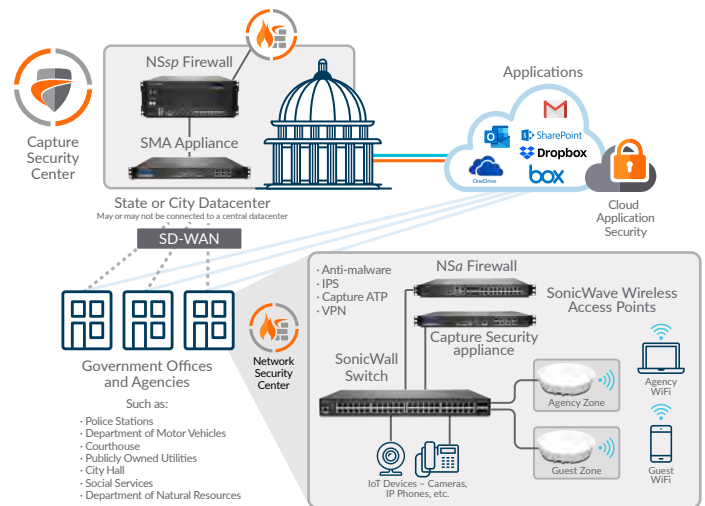 NSsp Firewall
SMA Appliance
Capture
Security
Center
State or City Datacenter
May or may not be connected to a central datacenter
SD-WAN
Applications
SharePoint
Dropbox
OneDrive
box
Cloud
Application
Security
Government Offices
and Agencies
Such as:
· Police Stations
· Department of Motor Vehicles
· Courthouse
· Publicly Owned Utilities
· City Hall
· Social Services
· Department of Natural Resources
Network
Security
Center
· Anti-malware
· IPS
· Capture ATP
· VPN
NSa Firewall
Capture Security
appliance
SonicWall
Switch
SonicWave Wireless
Access Points
Agency Zone
Agency
WiFi
Guest Zone
Guest
WiFi
IoT Devices – Cameras,
IP Phones, etc.